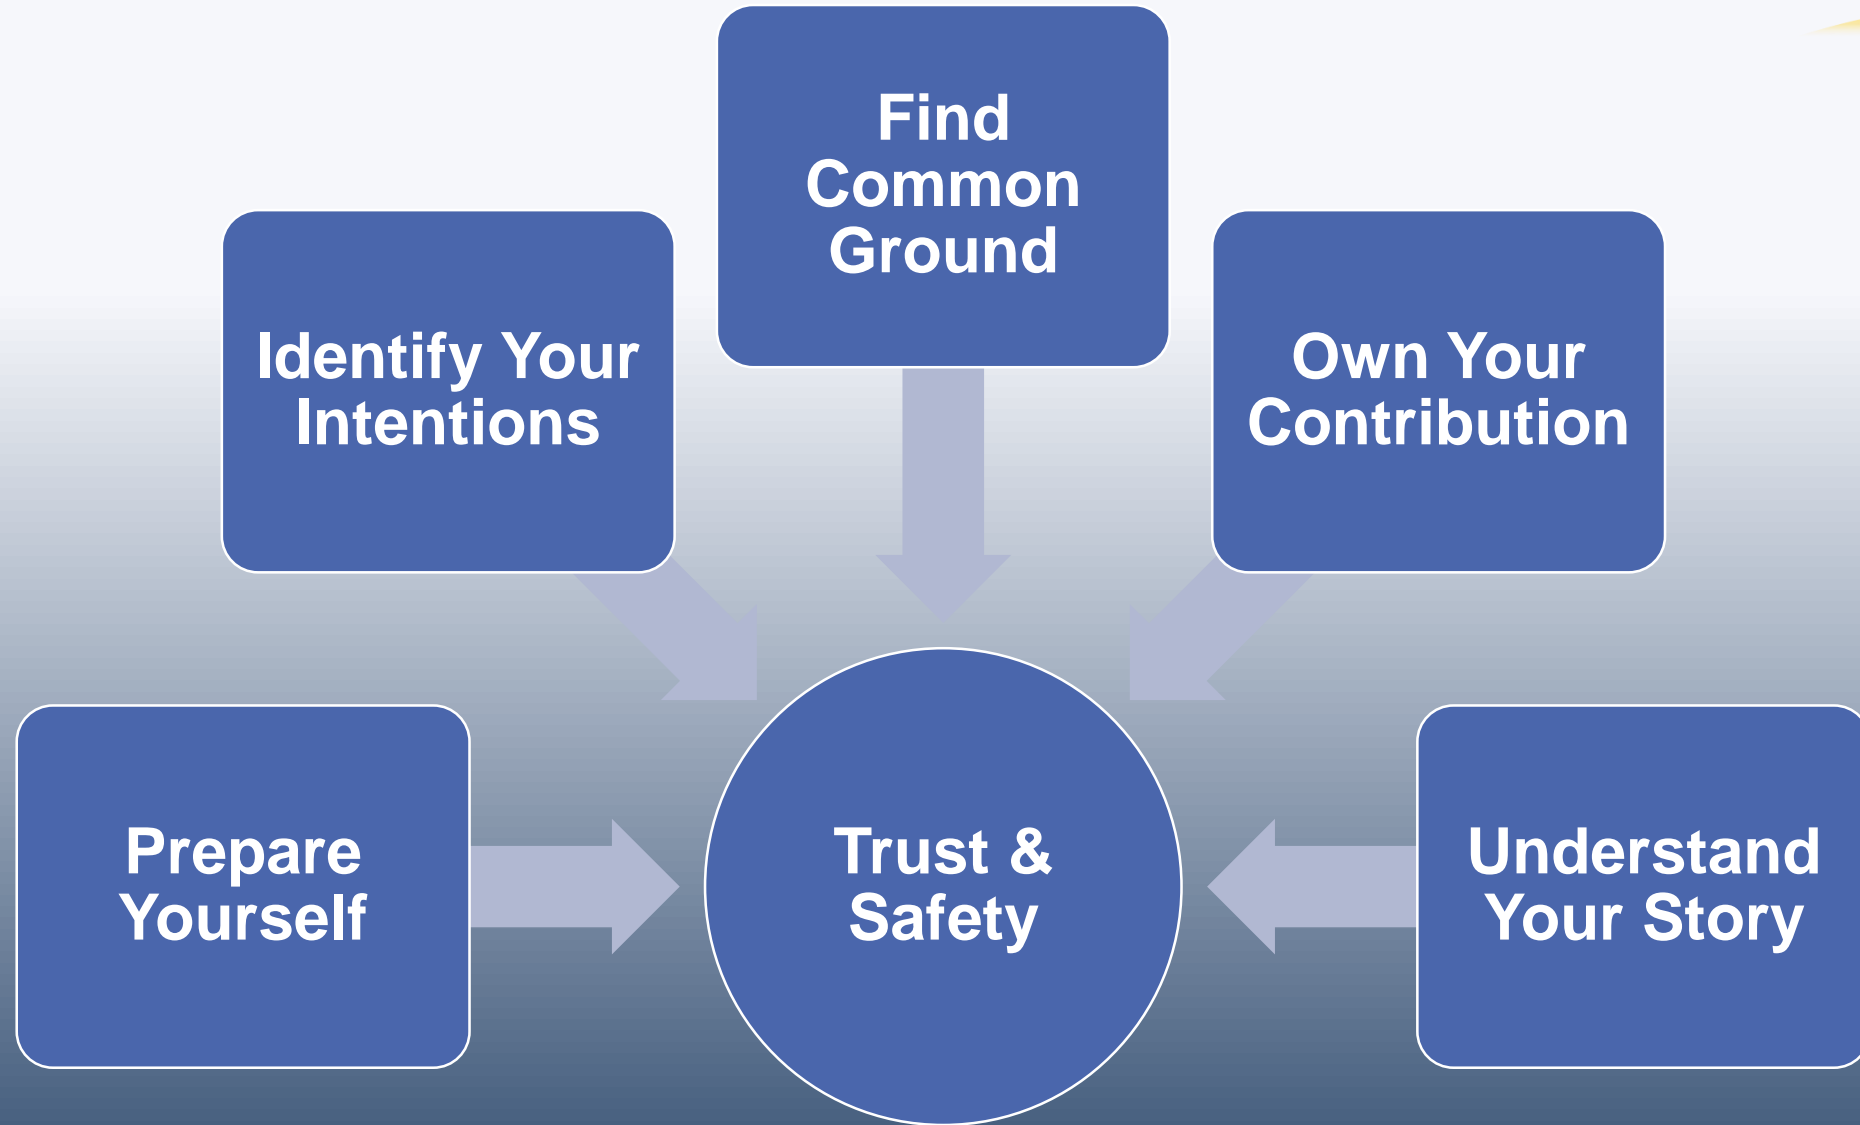 Find
Common
Ground
Identify Your
Intentions
Own Your
Contribution
Prepare
Yourself
Trust &
Safety
Understand
Your Story